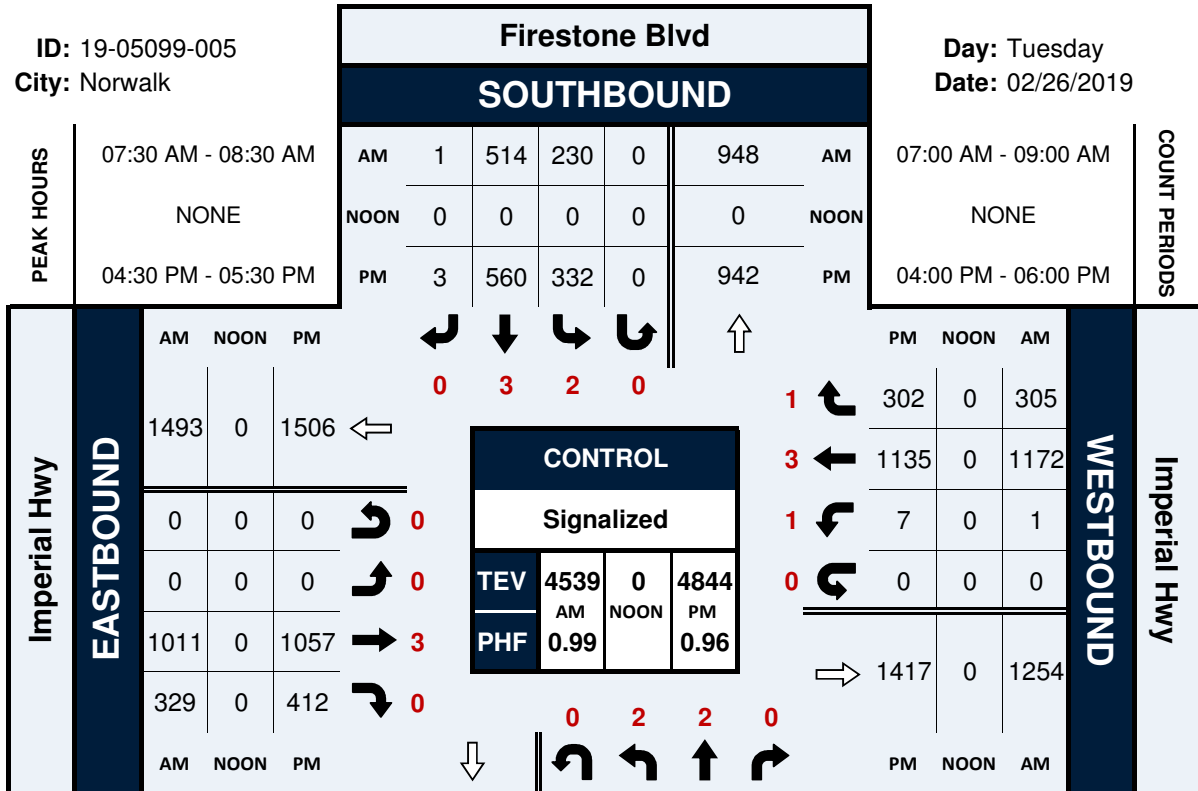 ID: 19-05099-005
City: Norwalk
Firestone Blvd
SOUTHBOUND
Day: Tuesday
Date: 02/26/2019
PEAK HOURS
07:30 AM - 08:30 AM
NONE
04:30 PM - 05:30 PM
AM 1 514 230 0 948 AM
NOON 0 0 0 0 0 NOON
PM 3 560 332 0 942 PM
07:00 AM - 09:00 AM
NONE
04:00 PM - 06:00 PM
COUNT PERIODS
0 3 2 0
Imperial Hwy
EASTBOUND
AM NOON PM
1493 0 1506
0 0 0 0
0 0 0 0
1011 0 1057 3
329 0 412 0
AM NOON PM
CONTROL
Signalized
TEV 4539 0 4844
AM NOON PM
PHF 0.99 0.96
PM NOON AM
1 302 0 305
3 1135 0 1172
1 7 0 1
0 0 0 0
1417 0 1254
PM NOON AM
WESTBOUND
Imperial Hwy
0 2 2 0